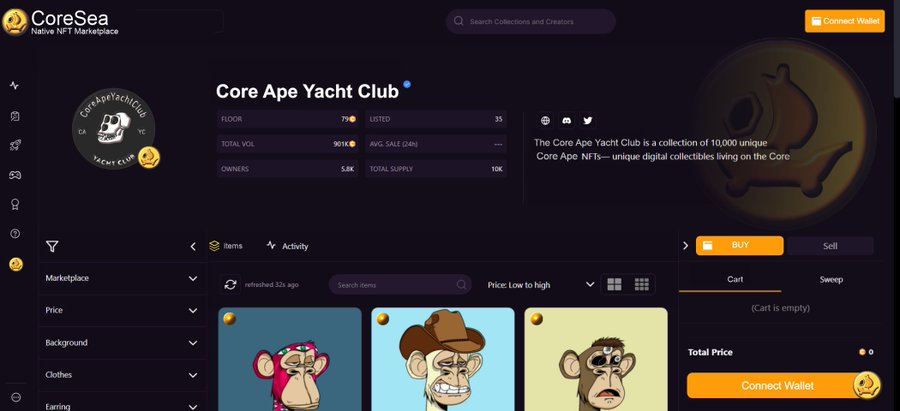 CoreSea
Native NFT Marketplace
Search Collections and Creators
Connect Wallet
CoreApeYachtClub
CA YC
YACHT CLUB
Core Ape Yacht Club
FLOOR 79
LISTED 35
TOTAL VOL 901K
AVG. SALE (24h) ---
OWNERS 5.8K
TOTAL SUPPLY 10K
The Core Ape Yacht Club is a collection of 10,000 unique
Core Ape NFTs— unique digital collectibles living on the Core
items
Activity
BUY
Sell
Marketplace
Price
Background
Clothes
Earring
refreshed 32s ago
Search items
Price: Low to high
Cart
Sweep
(Cart is empty)
Total Price 0
Connect Wallet